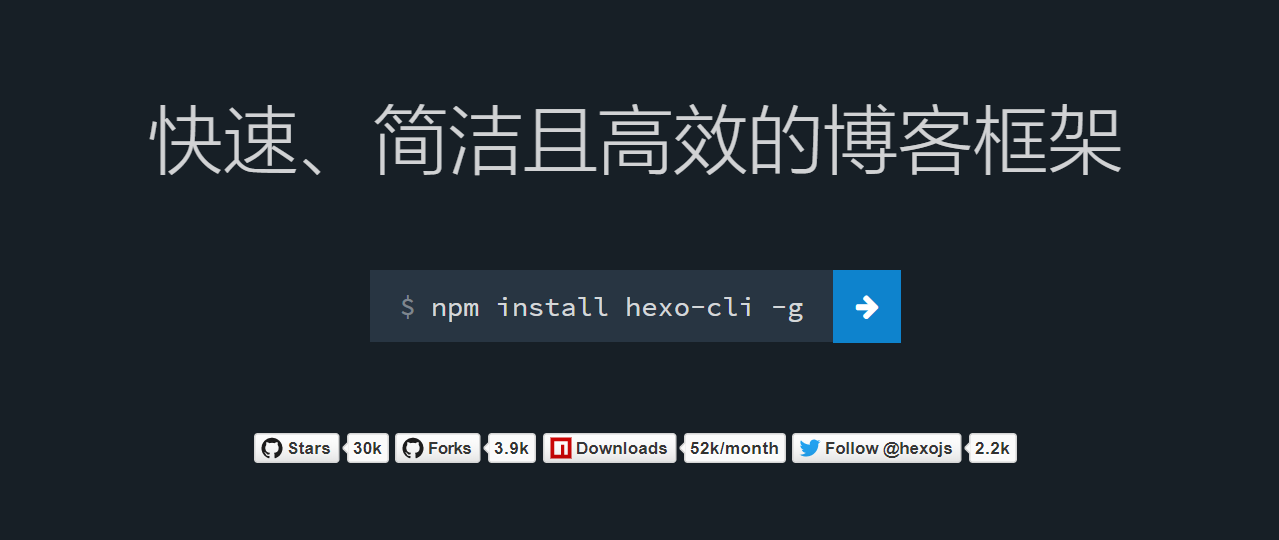 快速、简洁且高效的博客框架
$ npm install hexo-cli -g
Stars 30k Forks 3.9k Downloads 52k/month Follow @hexojs 2.2k